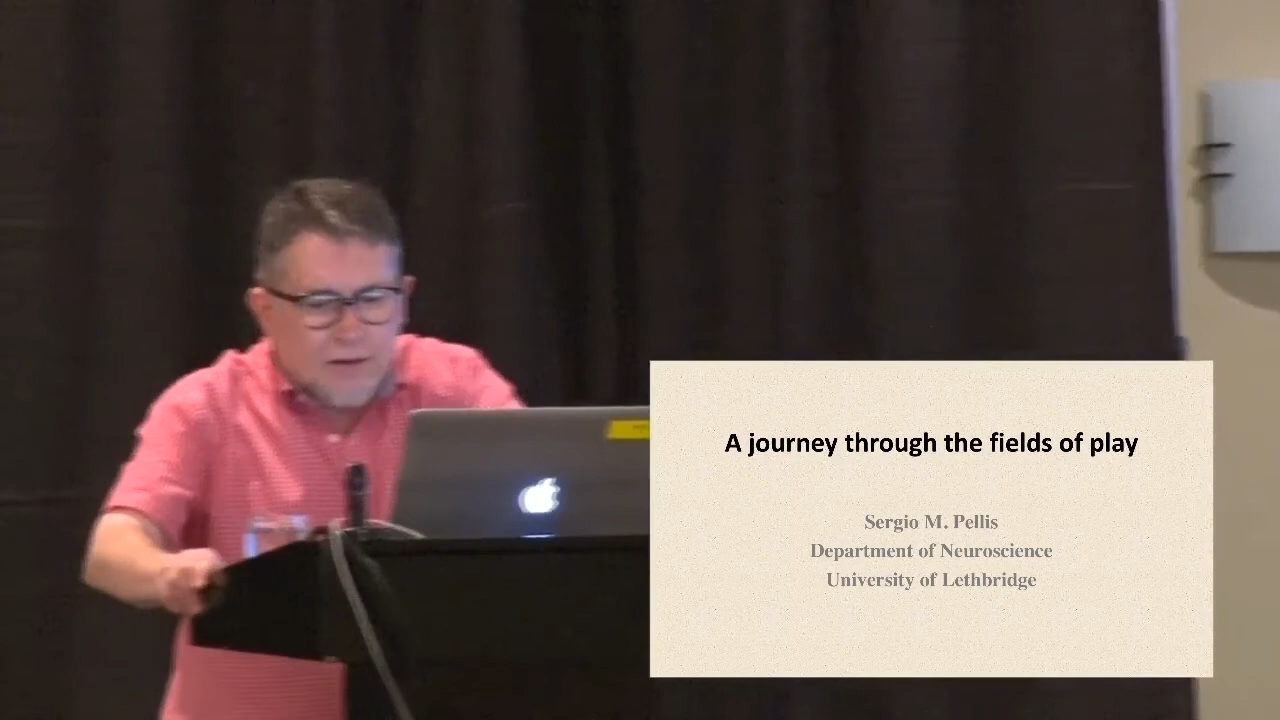 A journey through the fields of play
Sergio M. Pellis
Department of Neuroscience
University of Lethbridge